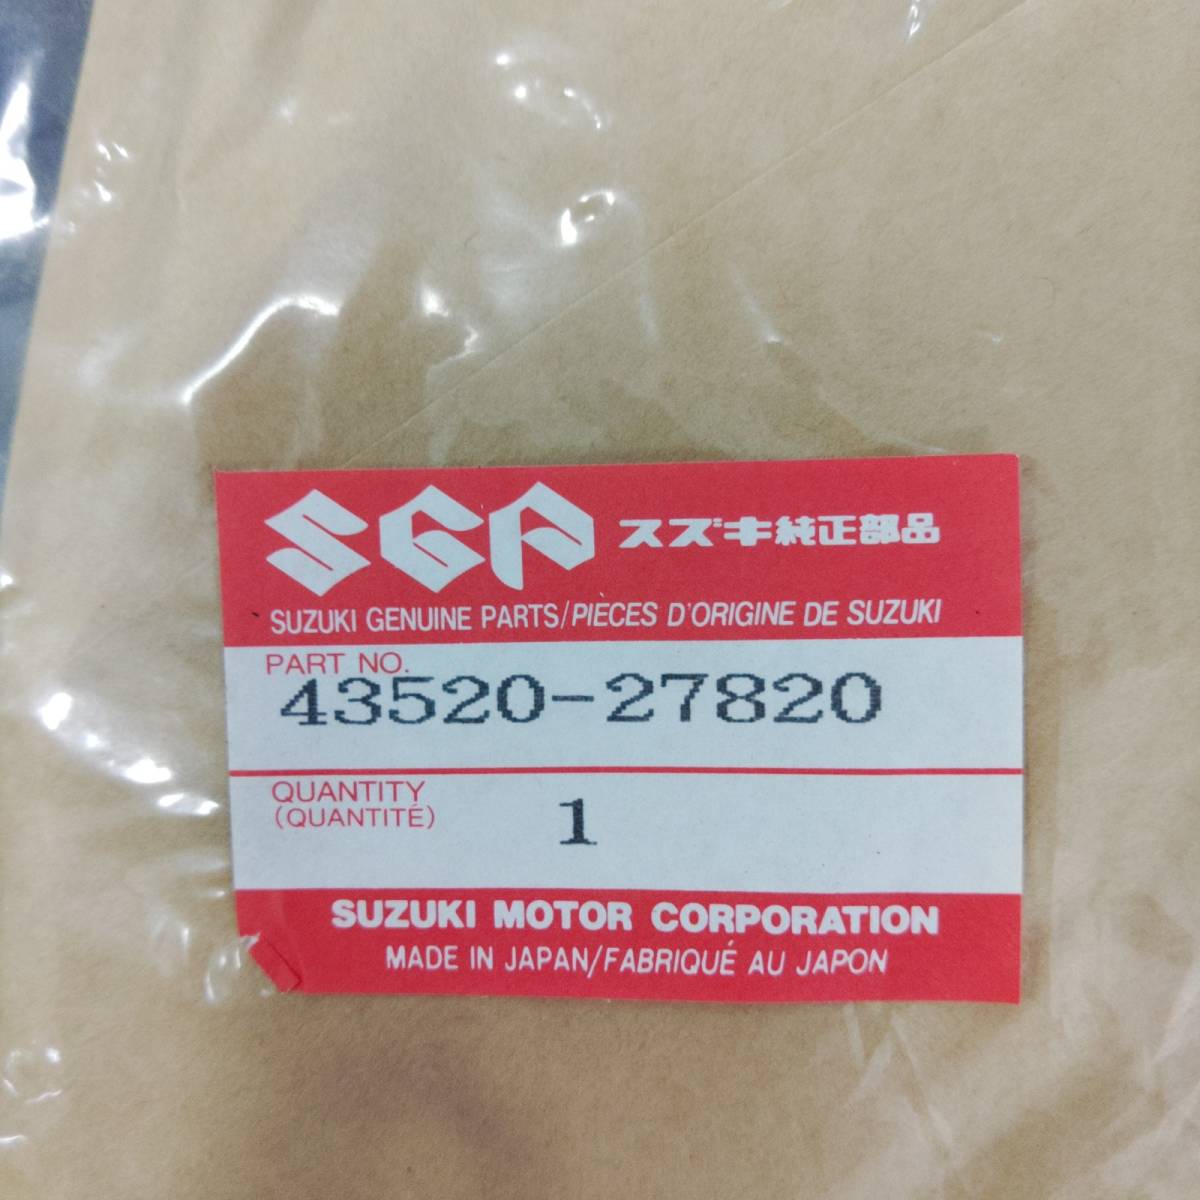 SGP スズキ純正部品
SUZUKI GENUINE PARTS/PIECES D'ORIGINE DE SUZUKI
PART NO.
43520-27820
QUANTITY
(QUANTITÉ) 1
SUZUKI MOTOR CORPORATION
MADE IN JAPAN/FABRIQUÉ AU JAPON